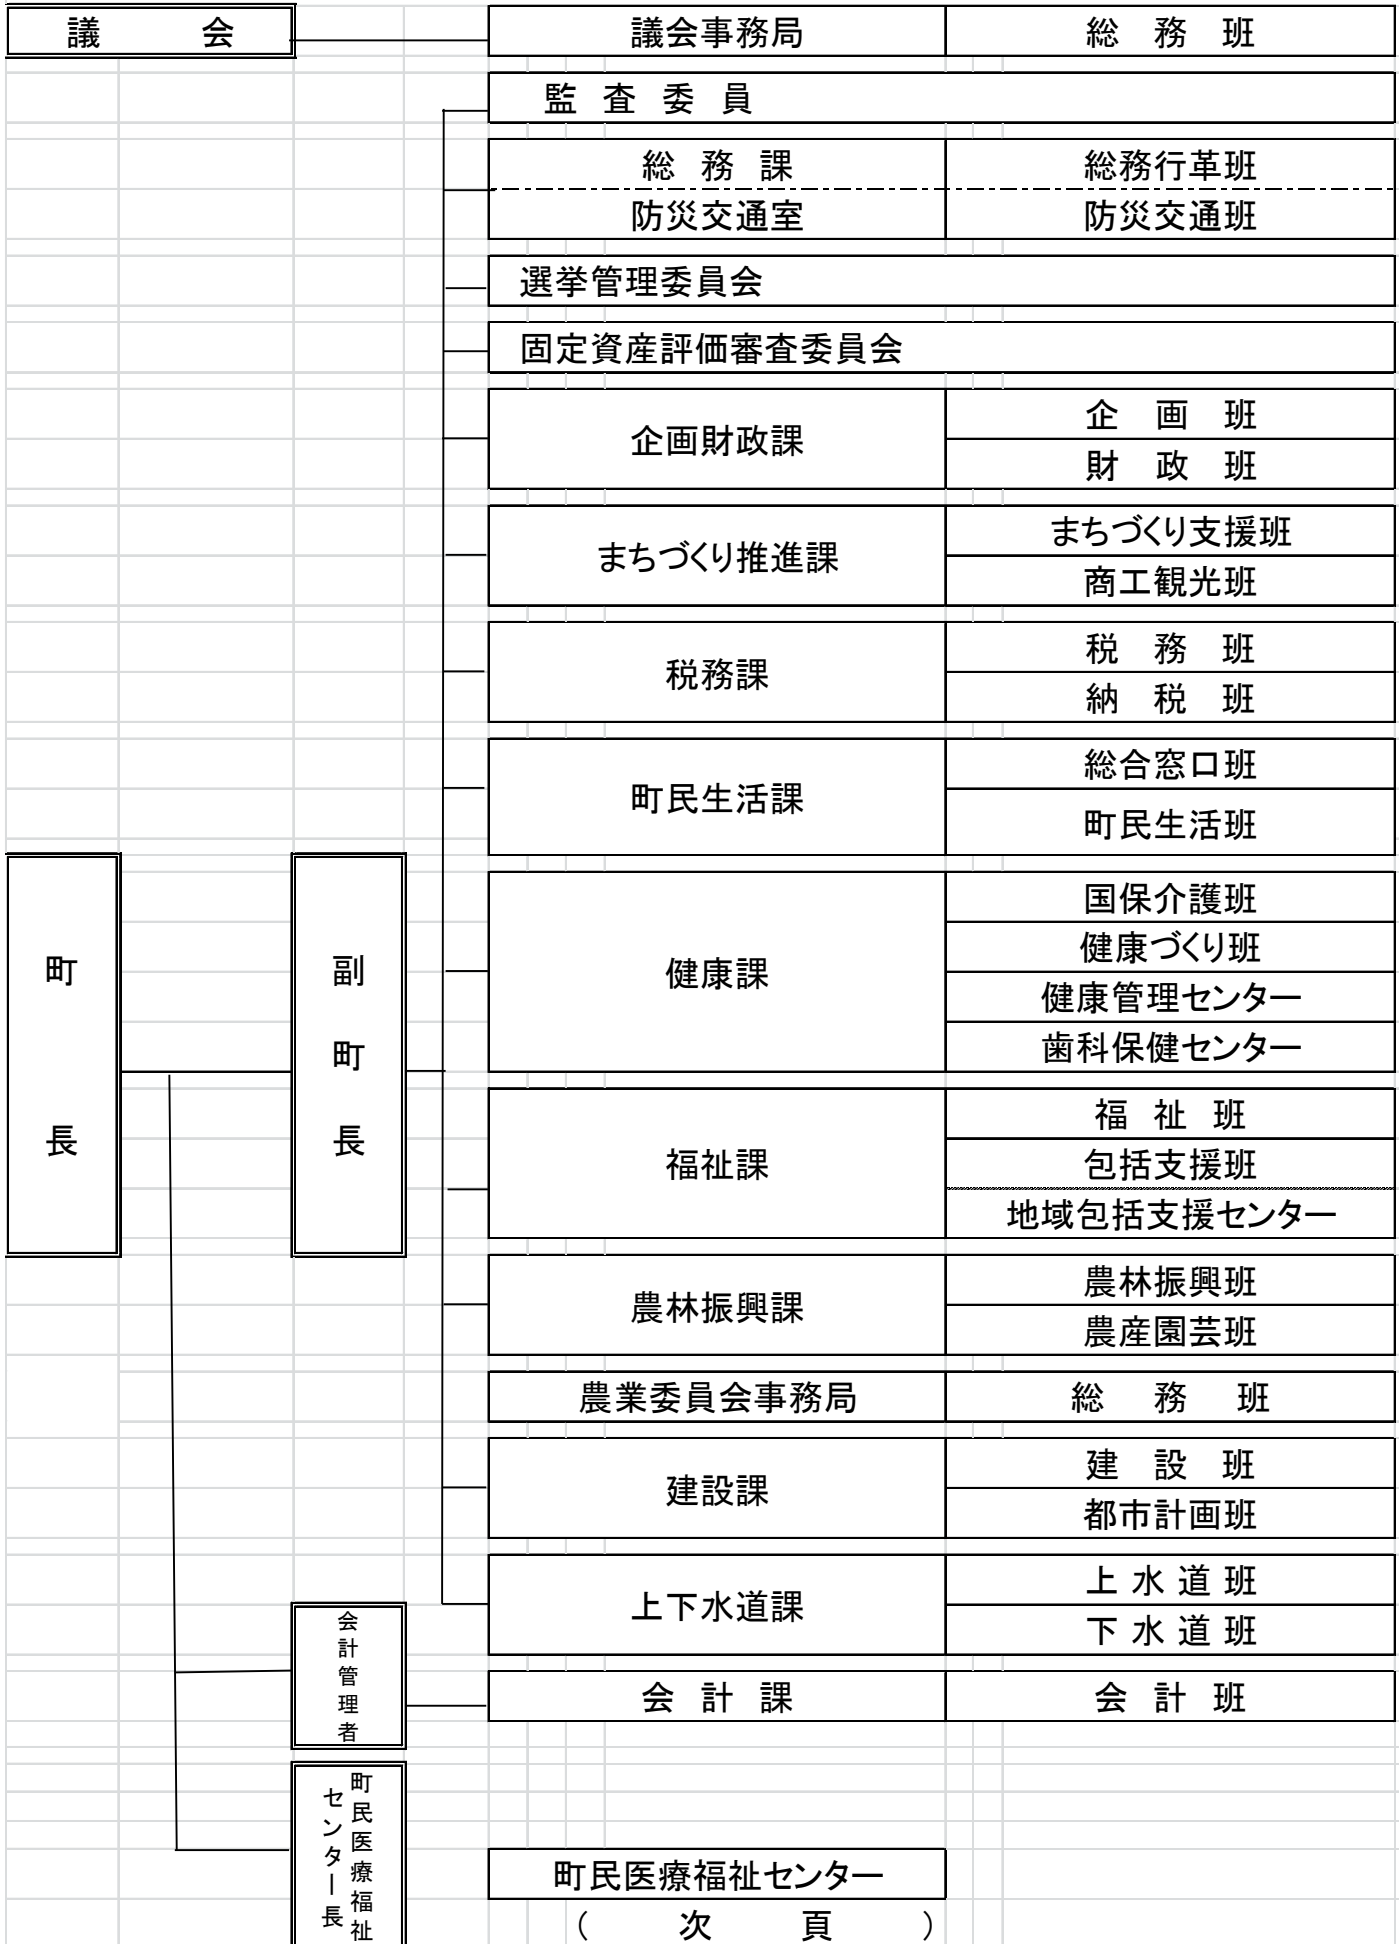 議　会　議会事務局　総　務　班
監　査　委　員
総　務　課　総務行革班
防災交通室　防災交通班
選挙管理委員会
固定資産評価審査委員会
企画財政課
企　画　班
財　政　班
まちづくり推進課
まちづくり支援班
商工観光班
税務課
税　務　班
納　税　班
町民生活課
総合窓口班
町民生活班
町長
副町長
健康課
国保介護班
健康づくり班
健康管理センター
歯科保健センター
福祉課
福　祉　班
包括支援班
地域包括支援センター
農林振興課
農林振興班
農産園芸班
農業委員会事務局　総　務　班
建設課
建　設　班
都市計画班
上下水道課
上 水 道 班
下 水 道 班
会計管理者
会　計　課　会　計　班
町民医療福祉
センター長
町民医療福祉センター
（　次　頁　）